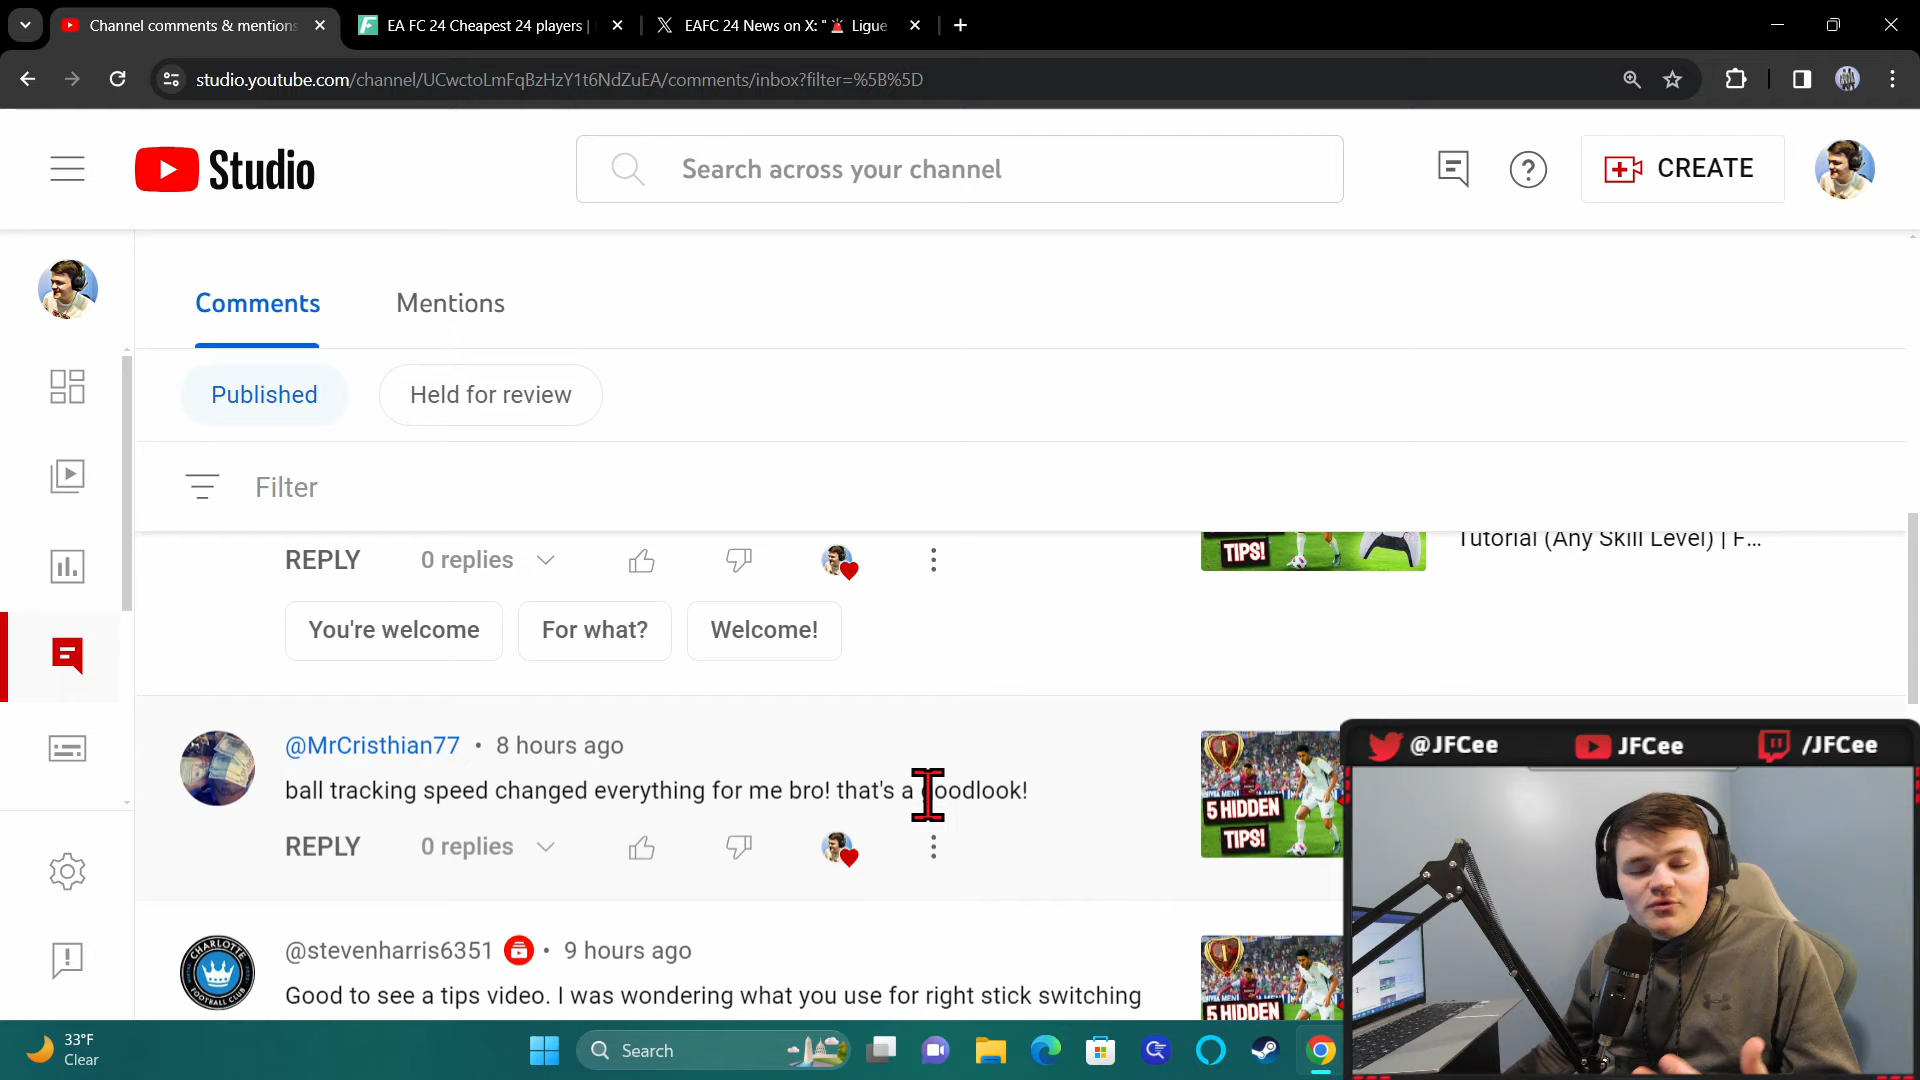 Channel comments & mentions
EA FC 24 Cheapest 24 players |
EAFC 24 News on X: "🚨 Ligue
studio.youtube.com/channel/UCwctoLmFqBzHzY1t6NdZuEA/comments/inbox?filter=%5B%5D
Studio
Search across your channel
CREATE
Comments
Mentions
Published
Held for review
Filter
REPLY 0 replies
TIPS!
Tutorial (Any Skill Level) | F...
You're welcome
For what?
Welcome!
@MrCristhian77 • 8 hours ago
ball tracking speed changed everything for me bro! that's a goodlook!
REPLY 0 replies
5 HIDDEN
TIPS!
@JFCee
JFCee
/JFCee
@stevenharris6351 • 9 hours ago
Good to see a tips video. I was wondering what you use for right stick switching
5 HIDDEN
CHARLOTTE
FOOTBALL CLUB
33°F
Clear
Search